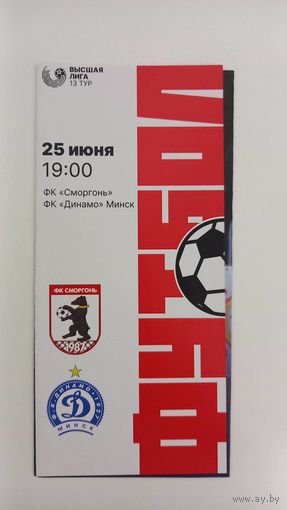 ВЫСШАЯ
ЛИГА
13 ТУР
25 июня
19:00
ФК «Сморгонь»
ФК «Динамо» Минск
ФУТБОЛ
ФК СМОРГОНЬ
1987
Ф.К. ДИНАМО · 1927
Д
МИНСК
www.ay.by